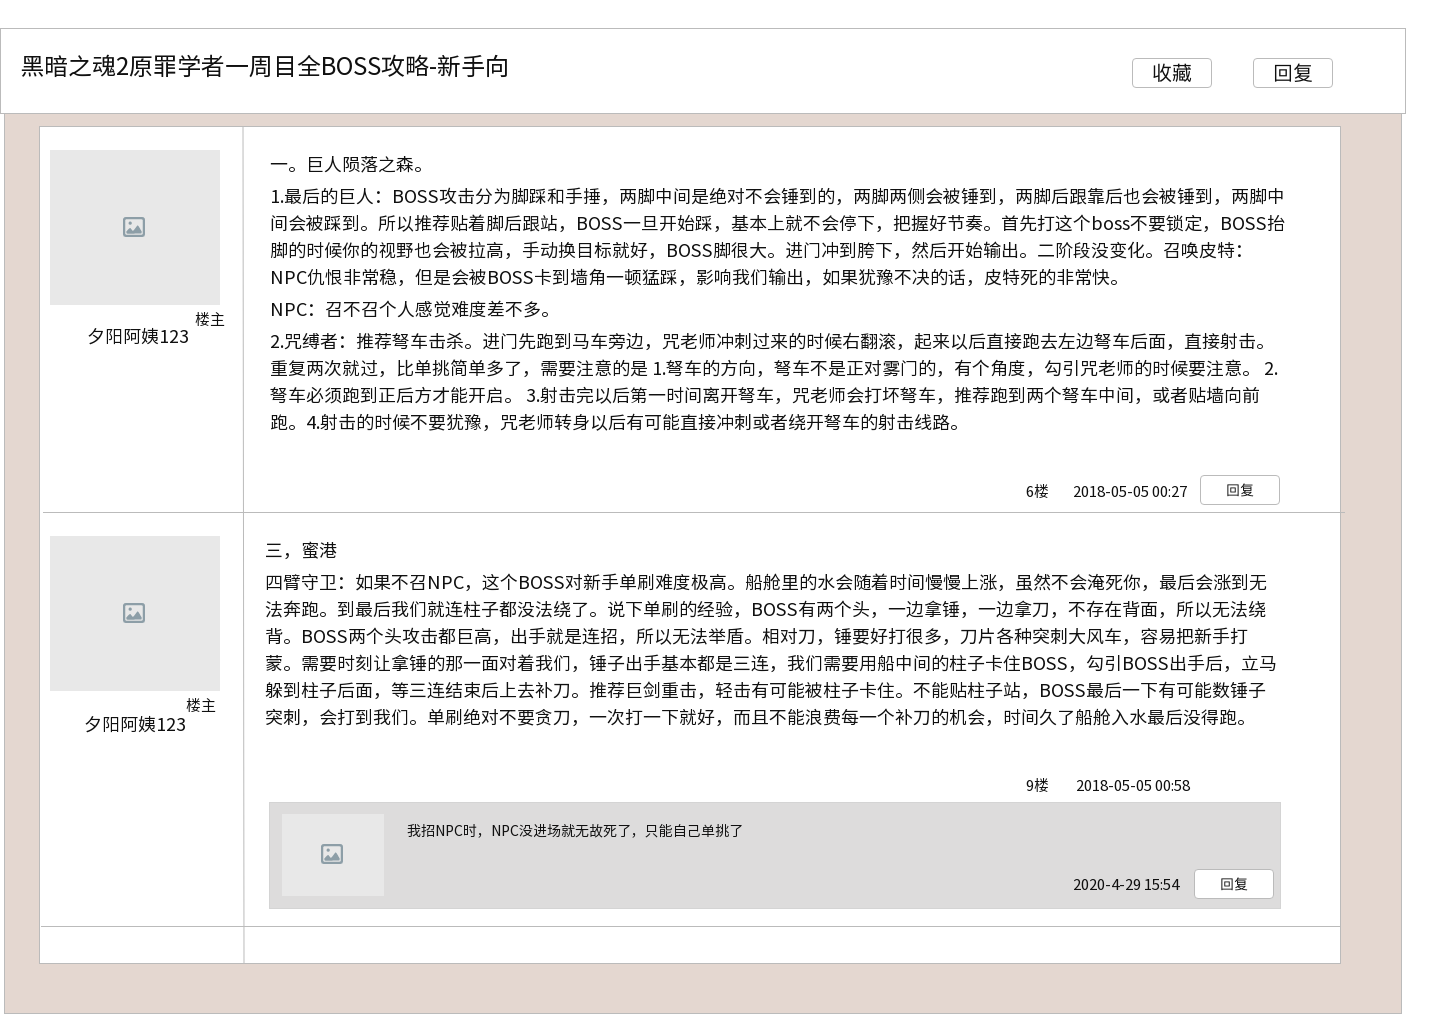 黑暗之魂2原罪学者一周目全BOSS攻略-新手向
收藏
回复
一。巨人陨落之森。
1.最后的巨人：BOSS攻击分为脚踩和手捶，两脚中间是绝对不会锤到的，两脚两侧会被锤到，两脚后跟靠后也会被锤到，两脚中
间会被踩到。所以推荐贴着脚后跟站，BOSS一旦开始踩，基本上就不会停下，把握好节奏。首先打这个boss不要锁定，BOSS抬
脚的时候你的视野也会被拉高，手动换目标就好，BOSS脚很大。进门冲到胯下，然后开始输出。二阶段没变化。召唤皮特：
NPC仇恨非常稳，但是会被BOSS卡到墙角一顿猛踩，影响我们输出，如果犹豫不决的话，皮特死的非常快。
NPC：召不召个人感觉难度差不多。
2.咒缚者：推荐弩车击杀。进门先跑到马车旁边，咒老师冲刺过来的时候右翻滚，起来以后直接跑去左边弩车后面，直接射击。
重复两次就过，比单挑简单多了，需要注意的是 1.弩车的方向，弩车不是正对雾门的，有个角度，勾引咒老师的时候要注意。 2.
弩车必须跑到正后方才能开启。 3.射击完以后第一时间离开弩车，咒老师会打坏弩车，推荐跑到两个弩车中间，或者贴墙向前
跑。4.射击的时候不要犹豫，咒老师转身以后有可能直接冲刺或者绕开弩车的射击线路。
楼主
夕阳阿姨123
6楼
2018-05-05 00:27
回复
三，蜜港
四臂守卫：如果不召NPC，这个BOSS对新手单刷难度极高。船舱里的水会随着时间慢慢上涨，虽然不会淹死你，最后会涨到无
法奔跑。到最后我们就连柱子都没法绕了。说下单刷的经验，BOSS有两个头，一边拿锤，一边拿刀，不存在背面，所以无法绕
背。BOSS两个头攻击都巨高，出手就是连招，所以无法举盾。相对刀，锤要好打很多，刀片各种突刺大风车，容易把新手打
蒙。需要时刻让拿锤的那一面对着我们，锤子出手基本都是三连，我们需要用船中间的柱子卡住BOSS，勾引BOSS出手后，立马
躲到柱子后面，等三连结束后上去补刀。推荐巨剑重击，轻击有可能被柱子卡住。不能贴柱子站，BOSS最后一下有可能数锤子
突刺，会打到我们。单刷绝对不要贪刀，一次打一下就好，而且不能浪费每一个补刀的机会，时间久了船舱入水最后没得跑。
楼主
夕阳阿姨123
9楼
2018-05-05 00:58
我招NPC时，NPC没进场就无故死了，只能自己单挑了
2020-4-29 15:54
回复